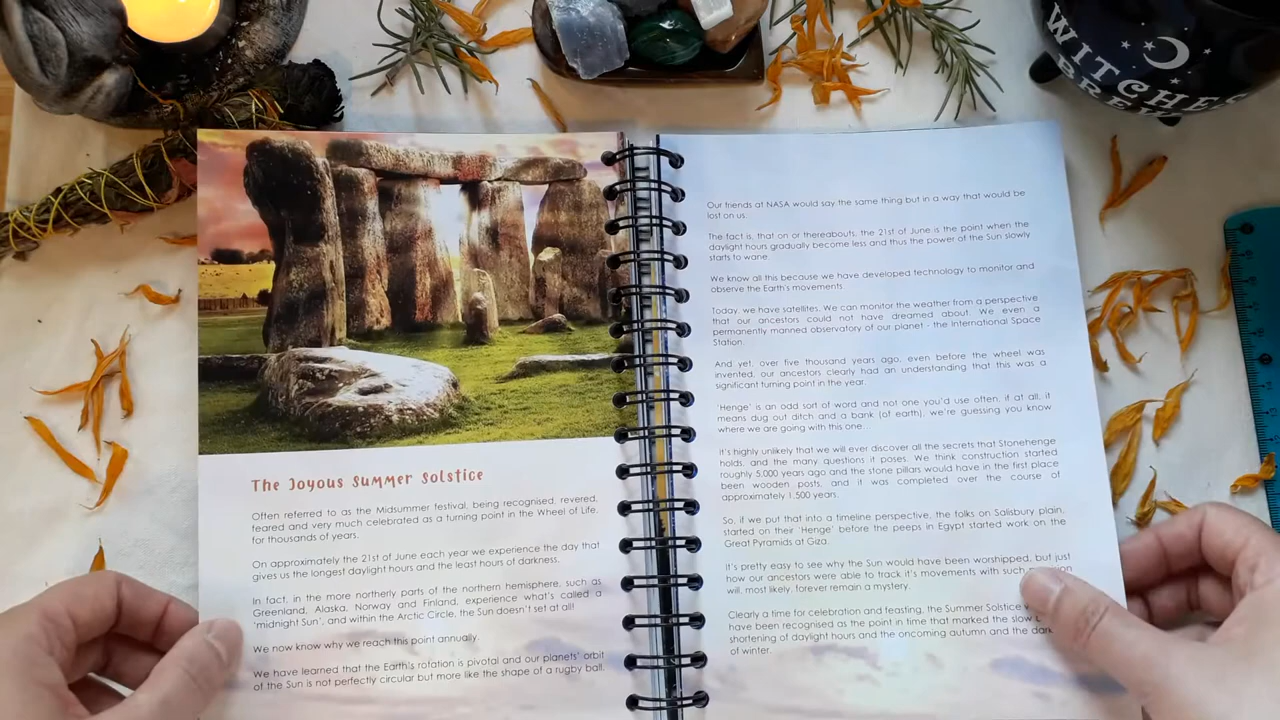 WITCHES
BREW
The Joyous Summer Solstice
Often referred to as the Midsummer festival, being recognised, revered,
feared and very much celebrated as a turning point in the Wheel of Life,
for thousands of years.
On approximately the 21st of June each year we experience the day that
gives us the longest daylight hours and the least hours of darkness.
In fact, in the more northerly parts of the northern hemisphere, such as
Greenland, Alaska, Norway and Finland, experience what's called a
'midnight Sun', and within the Arctic Circle, the Sun doesn't set at all!
We now know why we reach this point annually.
We have learned that the Earth's rotation is pivotal and our planets' orbit
of the Sun is not perfectly circular but more like the shape of a rugby ball.
Our friends at NASA would say the same thing but in a way that would be
lost on us.
The fact is, that on or thereabouts, the 21st of June is the point when the
daylight hours gradually become less and thus the power of the Sun slowly
starts to wane.
We know all this because we have developed technology to monitor and
observe the Earth's movements.
Today, we have satellites. We can monitor the weather from a perspective
that our ancestors could not have dreamed about. We even a
permanently manned observatory of our planet - the International Space
Station.
And yet, over five thousand years ago, even before the wheel was
invented, our ancestors clearly had an understanding that this was a
significant turning point in the year.
'Henge' is an odd sort of word and not one you'd use often, if at all, it
means dug out ditch and a bank (of earth), we're guessing you know
where we are going with this one...
It's highly unlikely that we will ever discover all the secrets that Stonehenge
holds, and the many questions it poses. We think construction started
roughly 5,000 years ago and the stone pillars would have in the first place
been wooden posts, and it was completed over the course of
approximately 1,500 years.
So, if we put that into a timeline perspective, the folks on Salisbury plain,
started on their 'Henge' before the peeps in Egypt started work on the
Great Pyramids at Giza.
It's pretty easy to see why the Sun would have been worshipped, but just
how our ancestors were able to track it's movements with such
will, most likely, forever remain a mystery.
Clearly a time for celebration and feasting, the Summer Solstice
have been recognised as the point in time that marked the slow
shortening of daylight hours and the oncoming autumn and the
of winter.